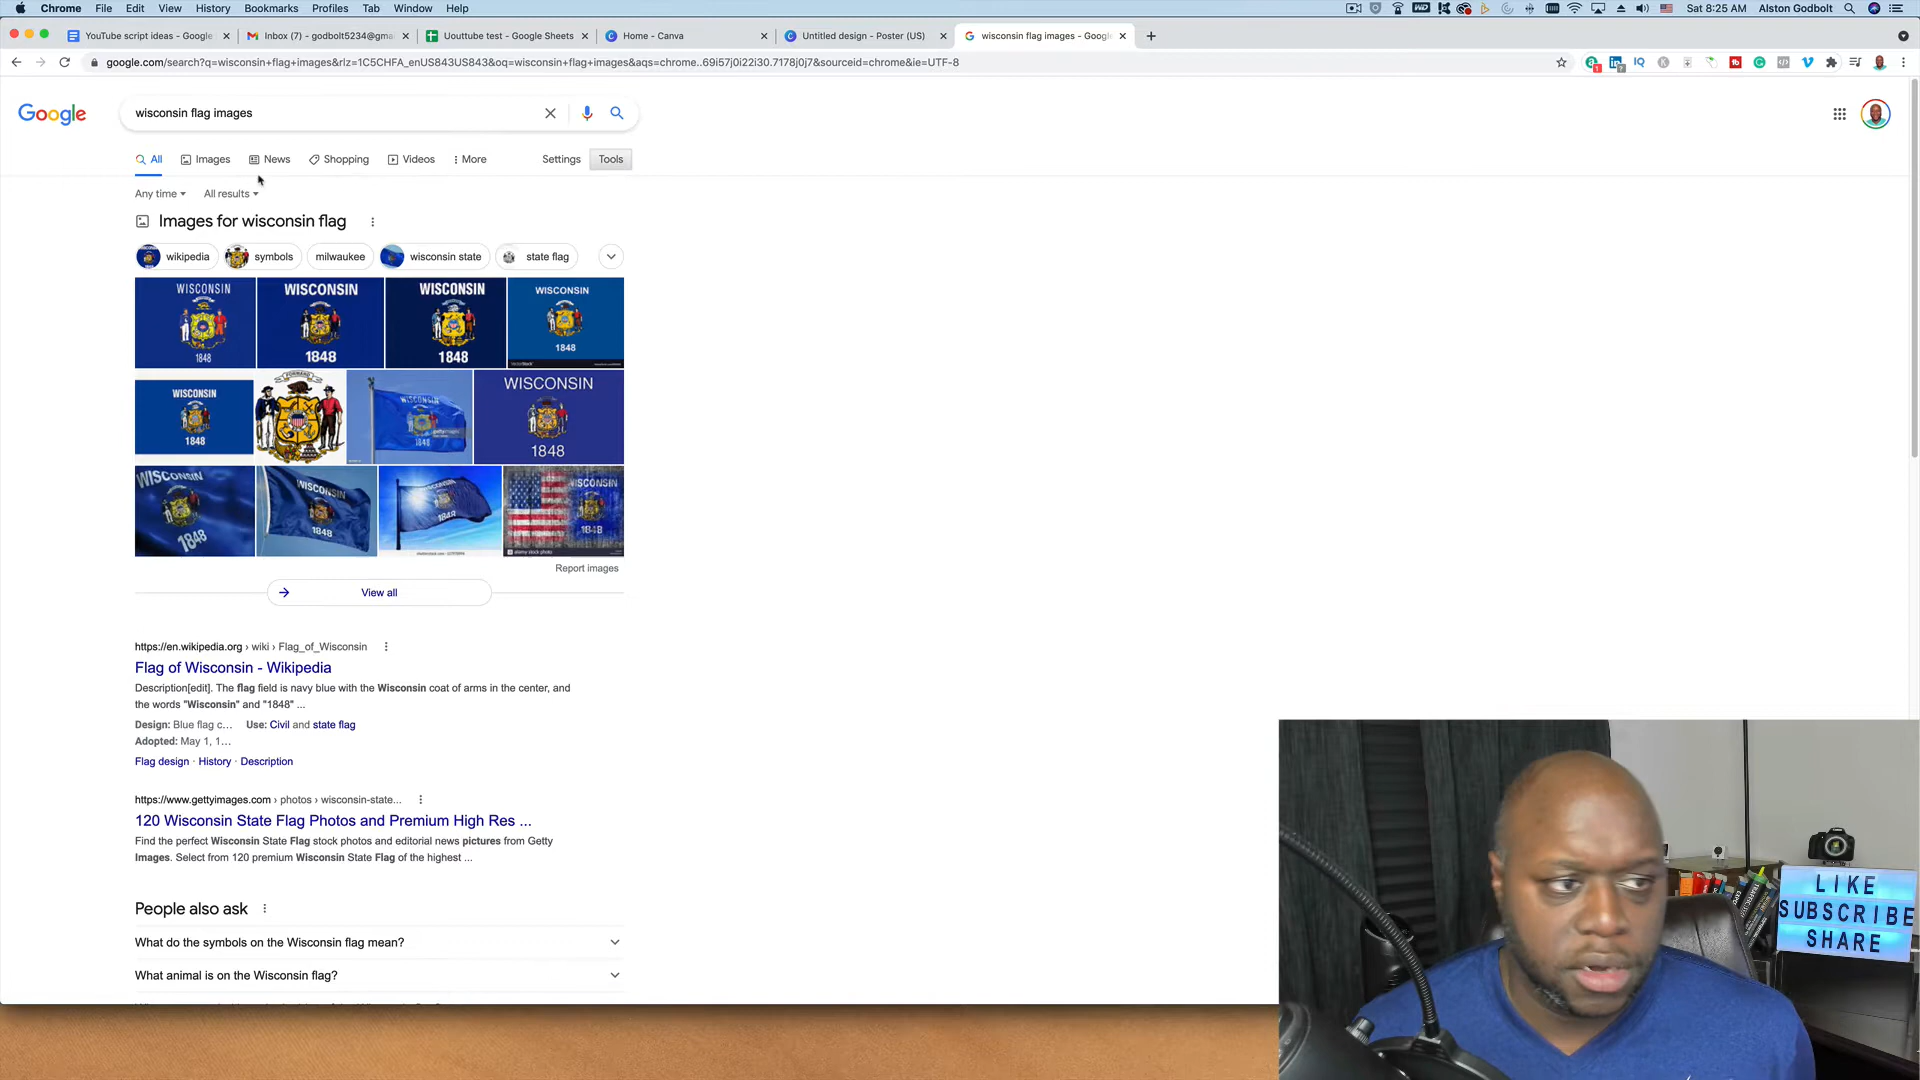 Chrome File Edit View History Bookmarks Profiles Tab Window Help
Sat 8:25 AM Alston Godbolt
YouTube script ideas - Google
Inbox (7) - godbolt5234@gma
Uouttube test - Google Sheets
Home - Canva
Untitled design - Poster (US)
wisconsin flag images - Googl
google.com/search?q=wisconsin+flag+images&rlz=1C5CHFA_enUS843US843&oq=wisconsin+flag+images&aqs=chrome..69i57j0i22i30.7178j0j7&sourceid=chrome&ie=UTF-8
Google
wisconsin flag images
All Images News Shopping Videos More Settings Tools
Any time All results
Images for wisconsin flag
wikipedia symbols milwaukee wisconsin state state flag
WISCONSIN WISCONSIN WISCONSIN WISCONSIN
1848 1848 1848 1848
WISCONSIN FORWARD WISCONSIN WISCONSIN
1848 1848 1848
WISCONSIN WISCONSIN WISCONSIN
1848 1848 1848
alamy stock photo
Report images
View all
https://en.wikipedia.org › wiki › Flag_of_Wisconsin
Flag of Wisconsin - Wikipedia
Description[edit]. The flag field is navy blue with the Wisconsin coat of arms in the center, and
the words "Wisconsin" and "1848" ...
Design: Blue flag c... Use: Civil and state flag
Adopted: May 1, 1...
Flag design · History · Description
https://www.gettyimages.com › photos › wisconsin-state...
120 Wisconsin State Flag Photos and Premium High Res ...
Find the perfect Wisconsin State Flag stock photos and editorial news pictures from Getty
Images. Select from 120 premium Wisconsin State Flag of the highest ...
People also ask
What do the symbols on the Wisconsin flag mean?
What animal is on the Wisconsin flag?
LIKE
SUBSCRIBE
SHARE